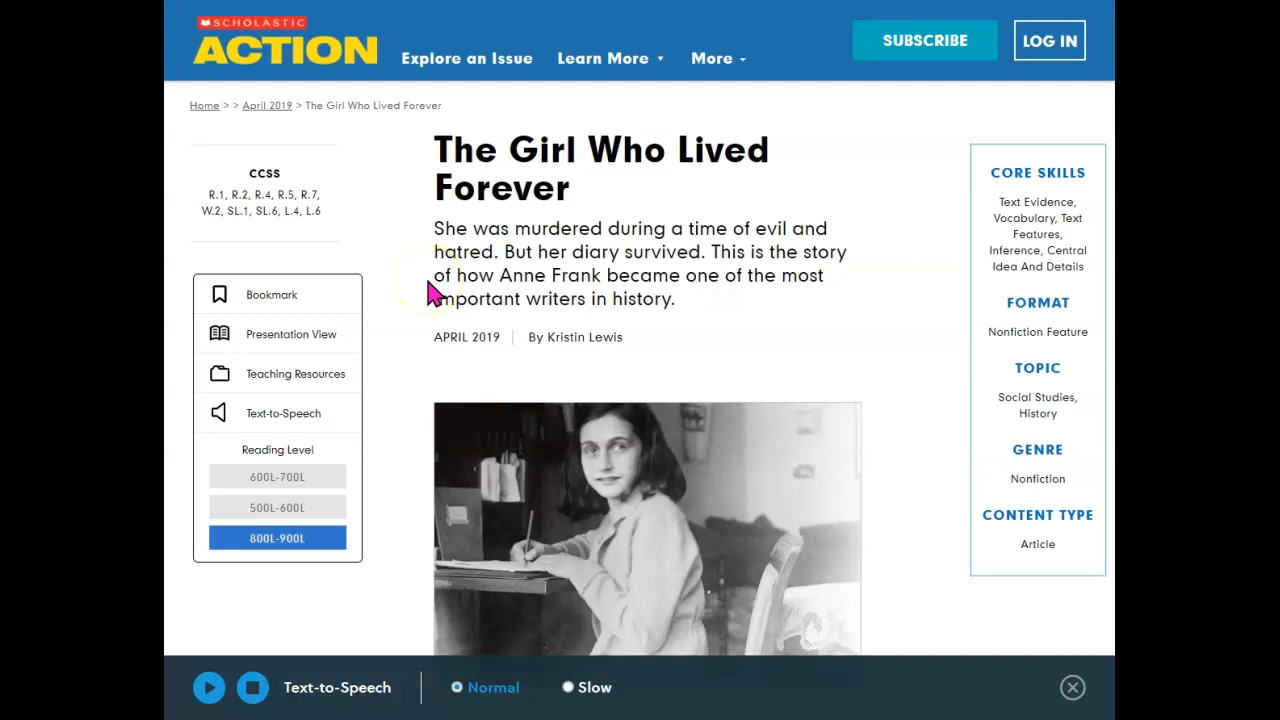 SCHOLASTIC
ACTION
Explore an Issue
Learn More
More
SUBSCRIBE
LOG IN
Home > > April 2019 > The Girl Who Lived Forever
CCSS
R.1, R.2, R.4, R.5, R.7,
W.2, SL.1, SL.6, L.4, L.6
Bookmark
Presentation View
Teaching Resources
Text-to-Speech
Reading Level
600L-700L
500L-600L
800L-900L
The Girl Who Lived
Forever
She was murdered during a time of evil and
hatred. But her diary survived. This is the story
of how Anne Frank became one of the most
important writers in history.
APRIL 2019 | By Kristin Lewis
CORE SKILLS
Text Evidence,
Vocabulary, Text
Features,
Inference, Central
Idea And Details
FORMAT
Nonfiction Feature
TOPIC
Social Studies,
History
GENRE
Nonfiction
CONTENT TYPE
Article
Text-to-Speech
Normal
Slow